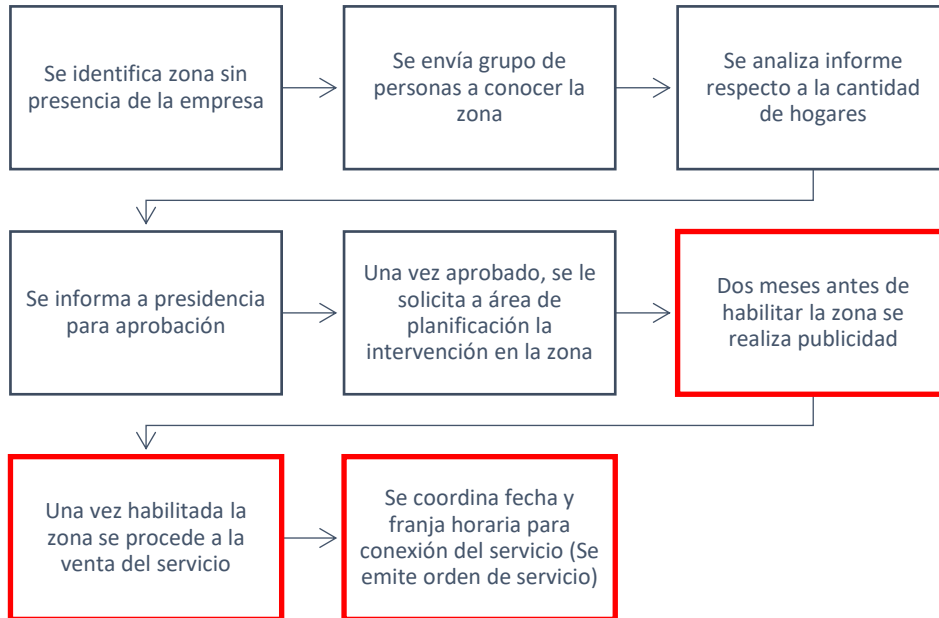 Se identifica zona sin
presencia de la empresa
Se envía grupo de
personas a conocer la
zona
Se analiza informe
respecto a la cantidad
de hogares
Se informa a presidencia
para aprobación
Una vez aprobado, se le
solicita a área de
planificación la
intervención en la zona
Dos meses antes de
habilitar la zona se
realiza publicidad
Una vez habilitada la
zona se procede a la
venta del servicio
Se coordina fecha y
franja horaria para
conexión del servicio (Se
emite orden de servicio)